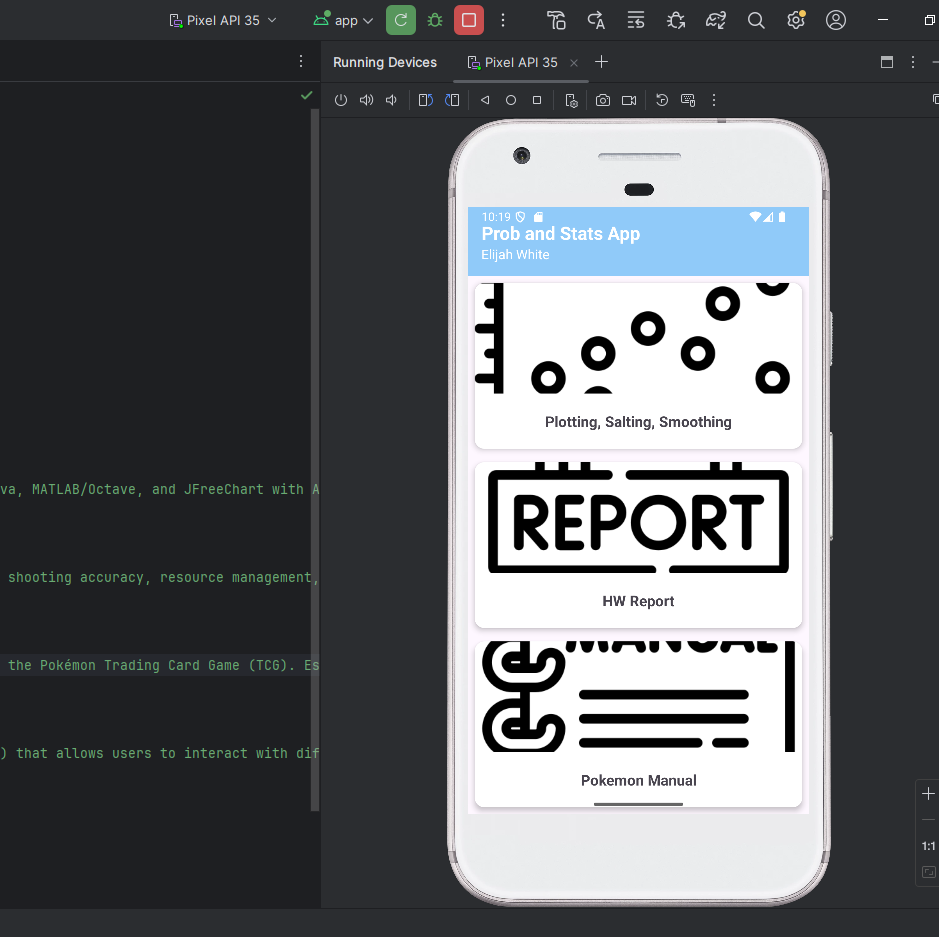 Pixel API 35
app
Running Devices
Pixel API 35
va, MATLAB/Octave, and JFreeChart with A
shooting accuracy, resource management,
the Pokémon Trading Card Game (TCG). Es
) that allows users to interact with dif
10:19
Prob and Stats App
Elijah White
Plotting, Salting, Smoothing
REPORT
HW Report
MANUAL
Pokemon Manual
1:1